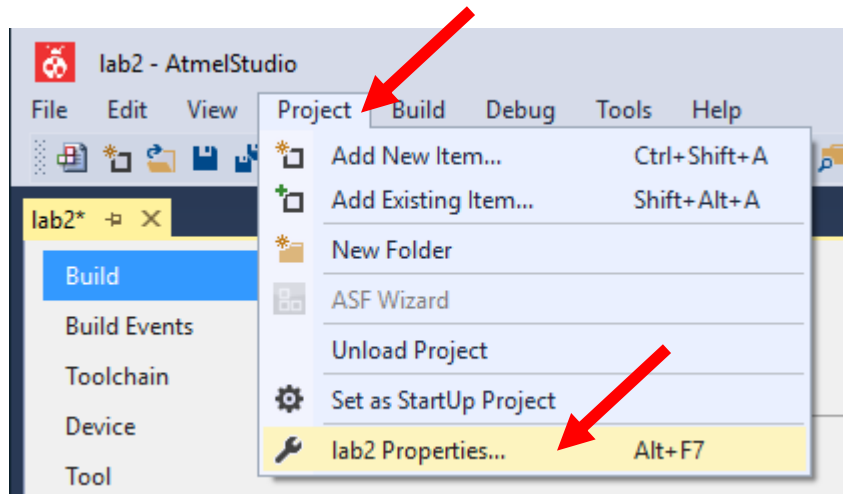 lab2 - AtmelStudio
File Edit View Project Build Debug Tools Help
Add New Item... Ctrl+Shift+A
Add Existing Item... Shift+Alt+A
lab2*
New Folder
Build
ASF Wizard
Build Events
Unload Project
Toolchain
Set as StartUp Project
Device
lab2 Properties... Alt+F7
Tool